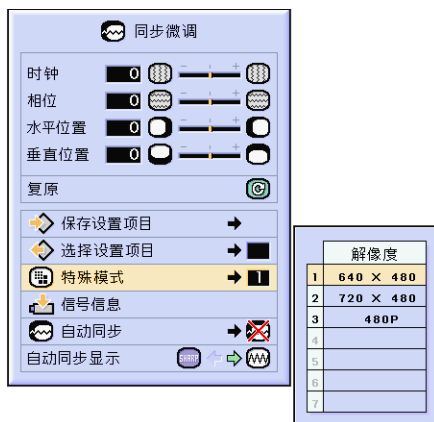 同步微调
时钟 0 - +
相位 0 - +
水平位置 0 - +
垂直位置 0 - +
复原
保存设置项目
选择设置项目
特殊模式 1
信号信息
自动同步
自动同步显示 SHARP
解像度
1 640 × 480
2 720 × 480
3 480P
4
5
6
7